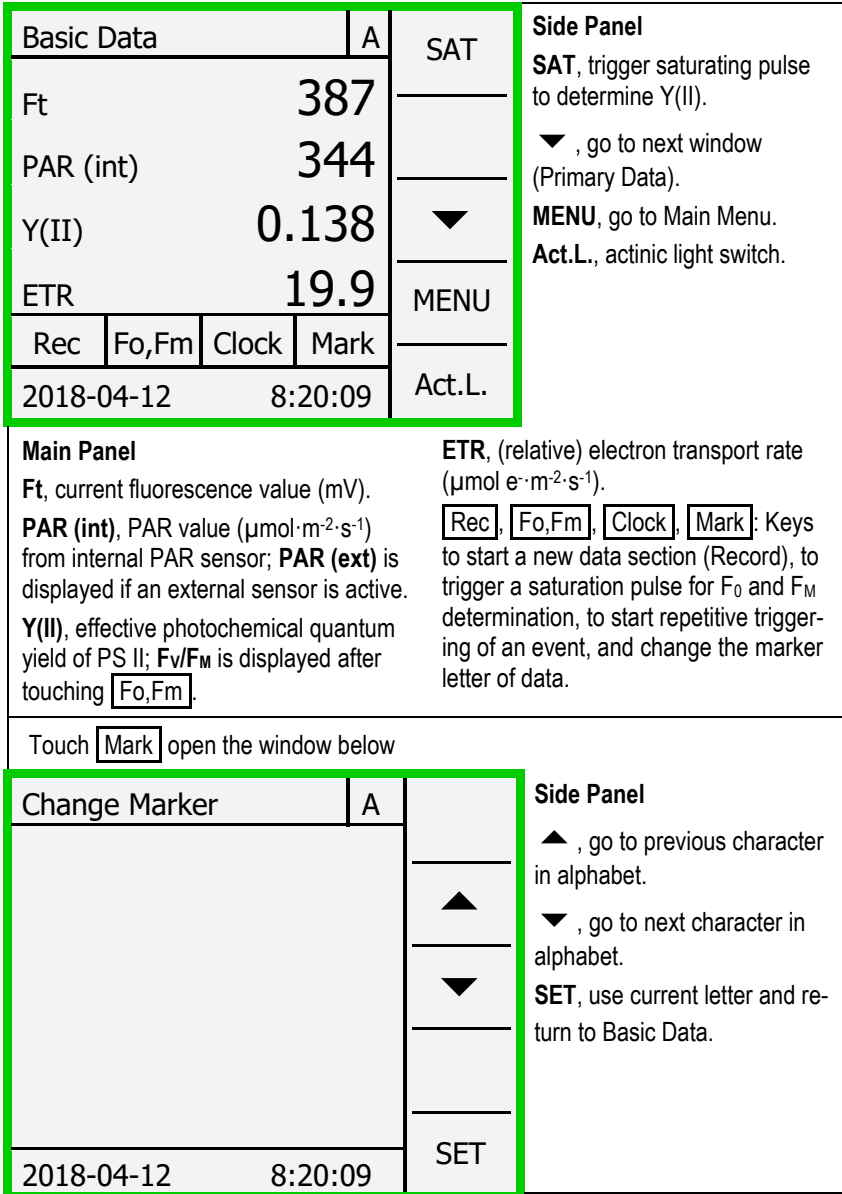 Basic Data A
SAT
Ft 387
PAR (int) 344
Y(II) 0.138
ETR 19.9
MENU
Rec Fo,Fm Clock Mark
Act.L.
2018-04-12 8:20:09
Side Panel
SAT, trigger saturating pulse
to determine Y(II).
▼ , go to next window
(Primary Data).
MENU, go to Main Menu.
Act.L., actinic light switch.
Main Panel
Ft, current fluorescence value (mV).
PAR (int), PAR value (µmol·m-2·s-1)
from internal PAR sensor; PAR (ext) is
displayed if an external sensor is active.
Y(II), effective photochemical quantum
yield of PS II; FV/FM is displayed after
touching Fo,Fm.
ETR, (relative) electron transport rate
(µmol e-·m-2·s-1).
Rec, Fo,Fm, Clock, Mark: Keys
to start a new data section (Record), to
trigger a saturation pulse for F0 and FM
determination, to start repetitive trigger-
ing of an event, and change the marker
letter of data.
Touch Mark open the window below
Change Marker A
SET
2018-04-12 8:20:09
Side Panel
▲ , go to previous character
in alphabet.
▼ , go to next character in
alphabet.
SET, use current letter and re-
turn to Basic Data.